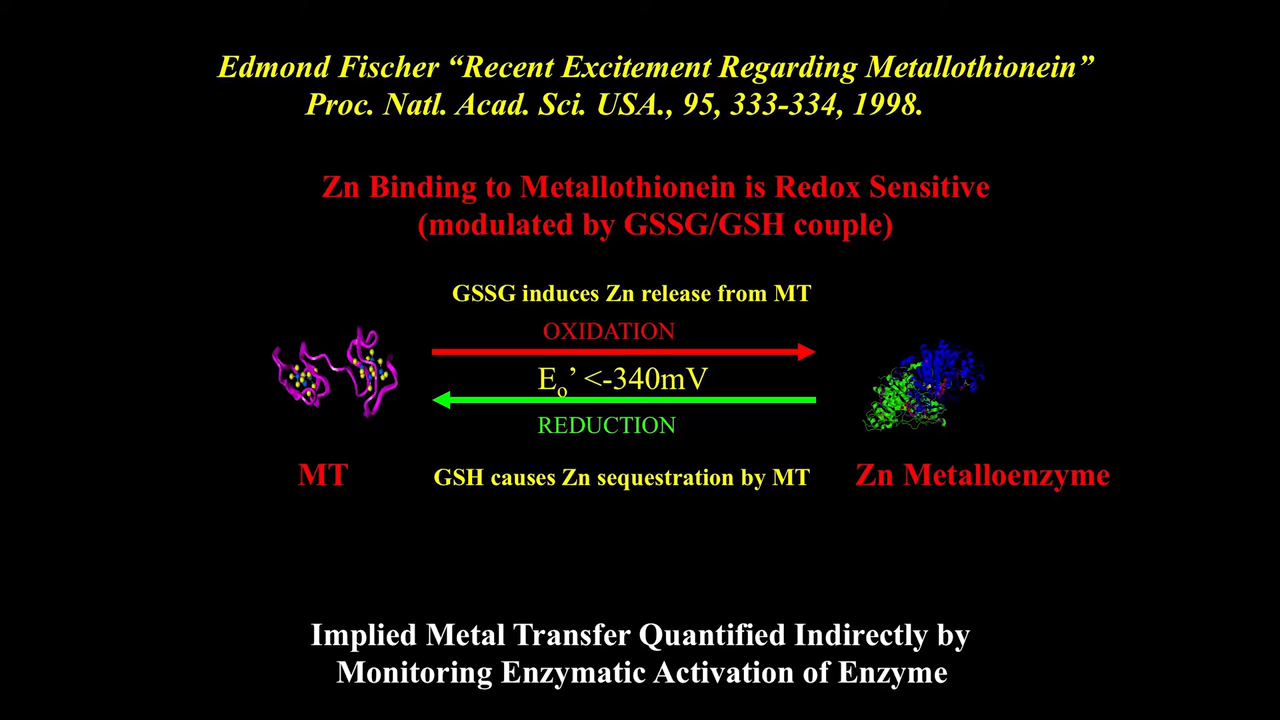 Edmond Fischer “Recent Excitement Regarding Metallothionein”
Proc. Natl. Acad. Sci. USA., 95, 333-334, 1998.
Zn Binding to Metallothionein is Redox Sensitive
(modulated by GSSG/GSH couple)
GSSG induces Zn release from MT
OXIDATION
Eo’ <-340mV
REDUCTION
MT
GSH causes Zn sequestration by MT
Zn Metalloenzyme
Implied Metal Transfer Quantified Indirectly by
Monitoring Enzymatic Activation of Enzyme